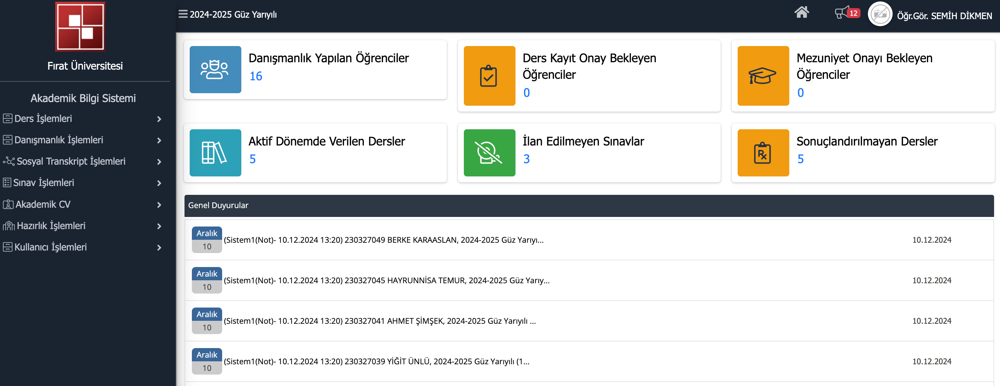 Fırat Üniversitesi
Akademik Bilgi Sistemi
Ders İşlemleri
Danışmanlık İşlemleri
Sosyal Transkript İşlemleri
Sınav İşlemleri
Akademik CV
Hazırlık İşlemleri
Kullanıcı İşlemleri
2024-2025 Güz Yarıyılı
12
Öğr.Gör. SEMİH DİKMEN
Danışmanlık Yapılan Öğrenciler
16
Ders Kayıt Onay Bekleyen
Öğrenciler
0
Mezuniyet Onayı Bekleyen
Öğrenciler
0
Aktif Dönemde Verilen Dersler
5
İlan Edilmeyen Sınavlar
3
Sonuçlandırılmayan Dersler
5
Genel Duyurular
Aralık
10
(Sistem1(Not)- 10.12.2024 13:20) 230327049 BERKE KARAASLAN, 2024-2025 Güz Yarıyı...
10.12.2024
Aralık
10
(Sistem1(Not)- 10.12.2024 13:20) 230327045 HAYRUNNİSA TEMUR, 2024-2025 Güz Yarıy...
10.12.2024
Aralık
10
(Sistem1(Not)- 10.12.2024 13:20) 230327041 AHMET ŞİMŞEK, 2024-2025 Güz Yarıyılı ...
10.12.2024
Aralık
10
(Sistem1(Not)- 10.12.2024 13:20) 230327039 YİĞİT ÜNLÜ, 2024-2025 Güz Yarıyılı (1...
10.12.2024